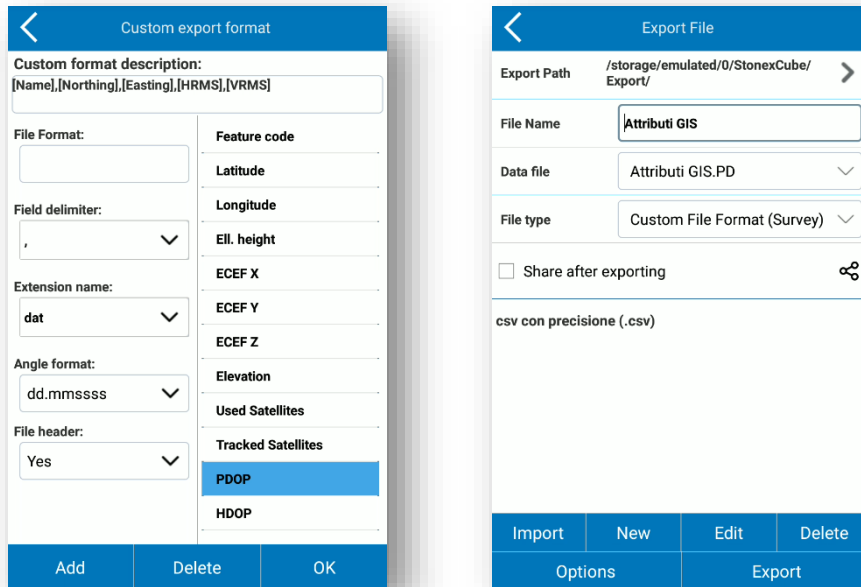 Custom export format
Custom format description:
[Name],[Northing],[Easting],[HRMS],[VRMS]
File Format:
Field delimiter:
,
Extension name:
dat
Angle format:
dd.mmssss
File header:
Yes
Feature code
Latitude
Longitude
Ell. height
ECEF X
ECEF Y
ECEF Z
Elevation
Used Satellites
Tracked Satellites
PDOP
HDOP
Add Delete OK
Export File
Export Path /storage/emulated/0/StonexCube/
Export/
File Name Attributi GIS
Data file Attributi GIS.PD
File type Custom File Format (Survey)
Share after exporting
csv con precisione (.csv)
Import New Edit Delete
Options Export